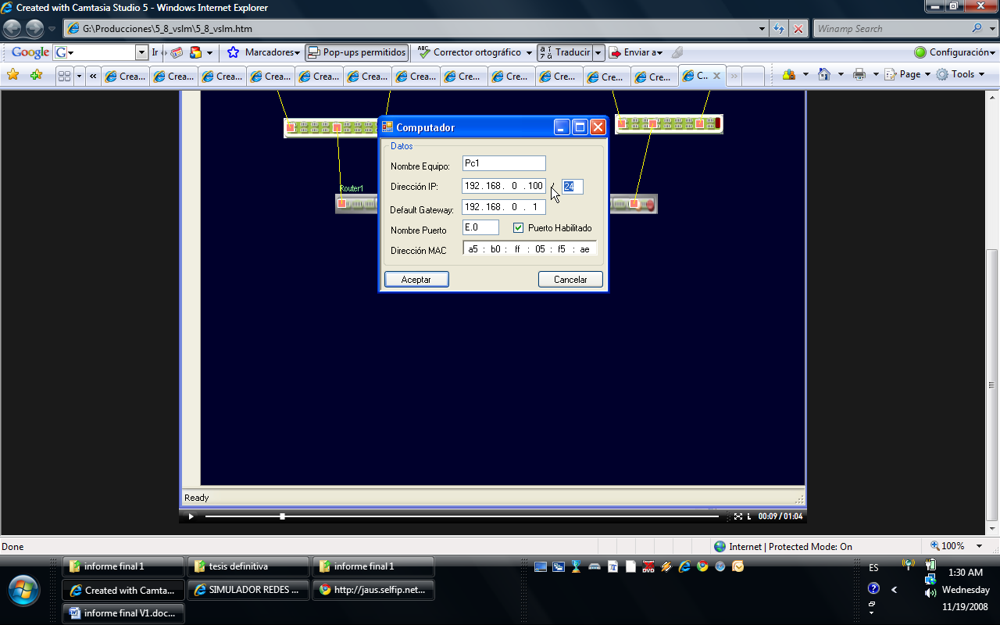 Created with Camtasia Studio 5 - Windows Internet Explorer
G:\Producciones\5_8_vslm\5_8_vslm.htm
Winamp Search
Google G Ir Marcadores Pop-ups permitidos ABC Corrector ortográfico Traducir Enviar a Configuración
Crea... Crea... Crea... Crea... Crea... Crea... Crea... Cre... Cre... Cre... Cre... Cre... C.. Page Tools
Computador
Datos
Nombre Equipo: Pc1
Router1
Dirección IP: 192 . 168 . 0 . 100 / 24
Default Gateway: 192 . 168 . 0 . 1
Nombre Puerto E.0 Puerto Habilitado
Dirección MAC a5 : b0 : ff : 05 : f5 : ae
Aceptar Cancelar
Ready
00:09 / 01:04
Done Internet | Protected Mode: On 100%
informe final 1 tesis definitiva informe final 1
Created with Camta... SIMULADOR REDES ... http://jaus.selfip.net...
informe final V1.doc...
ES
1:30 AM
Wednesday
11/19/2008